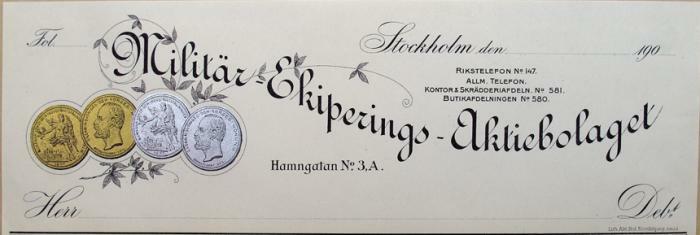 Fol.
Stockholm den 190
Militär-Ekiperings-Aktiebolaget
RIKSTELEFON No 147.
ALLM. TELEFON.
KONTOR & SKRÄDDERIAFDELN. No 581.
BUTIKAFDELNINGEN No 580.
Hamngatan No 3,A.
Herr
Debt